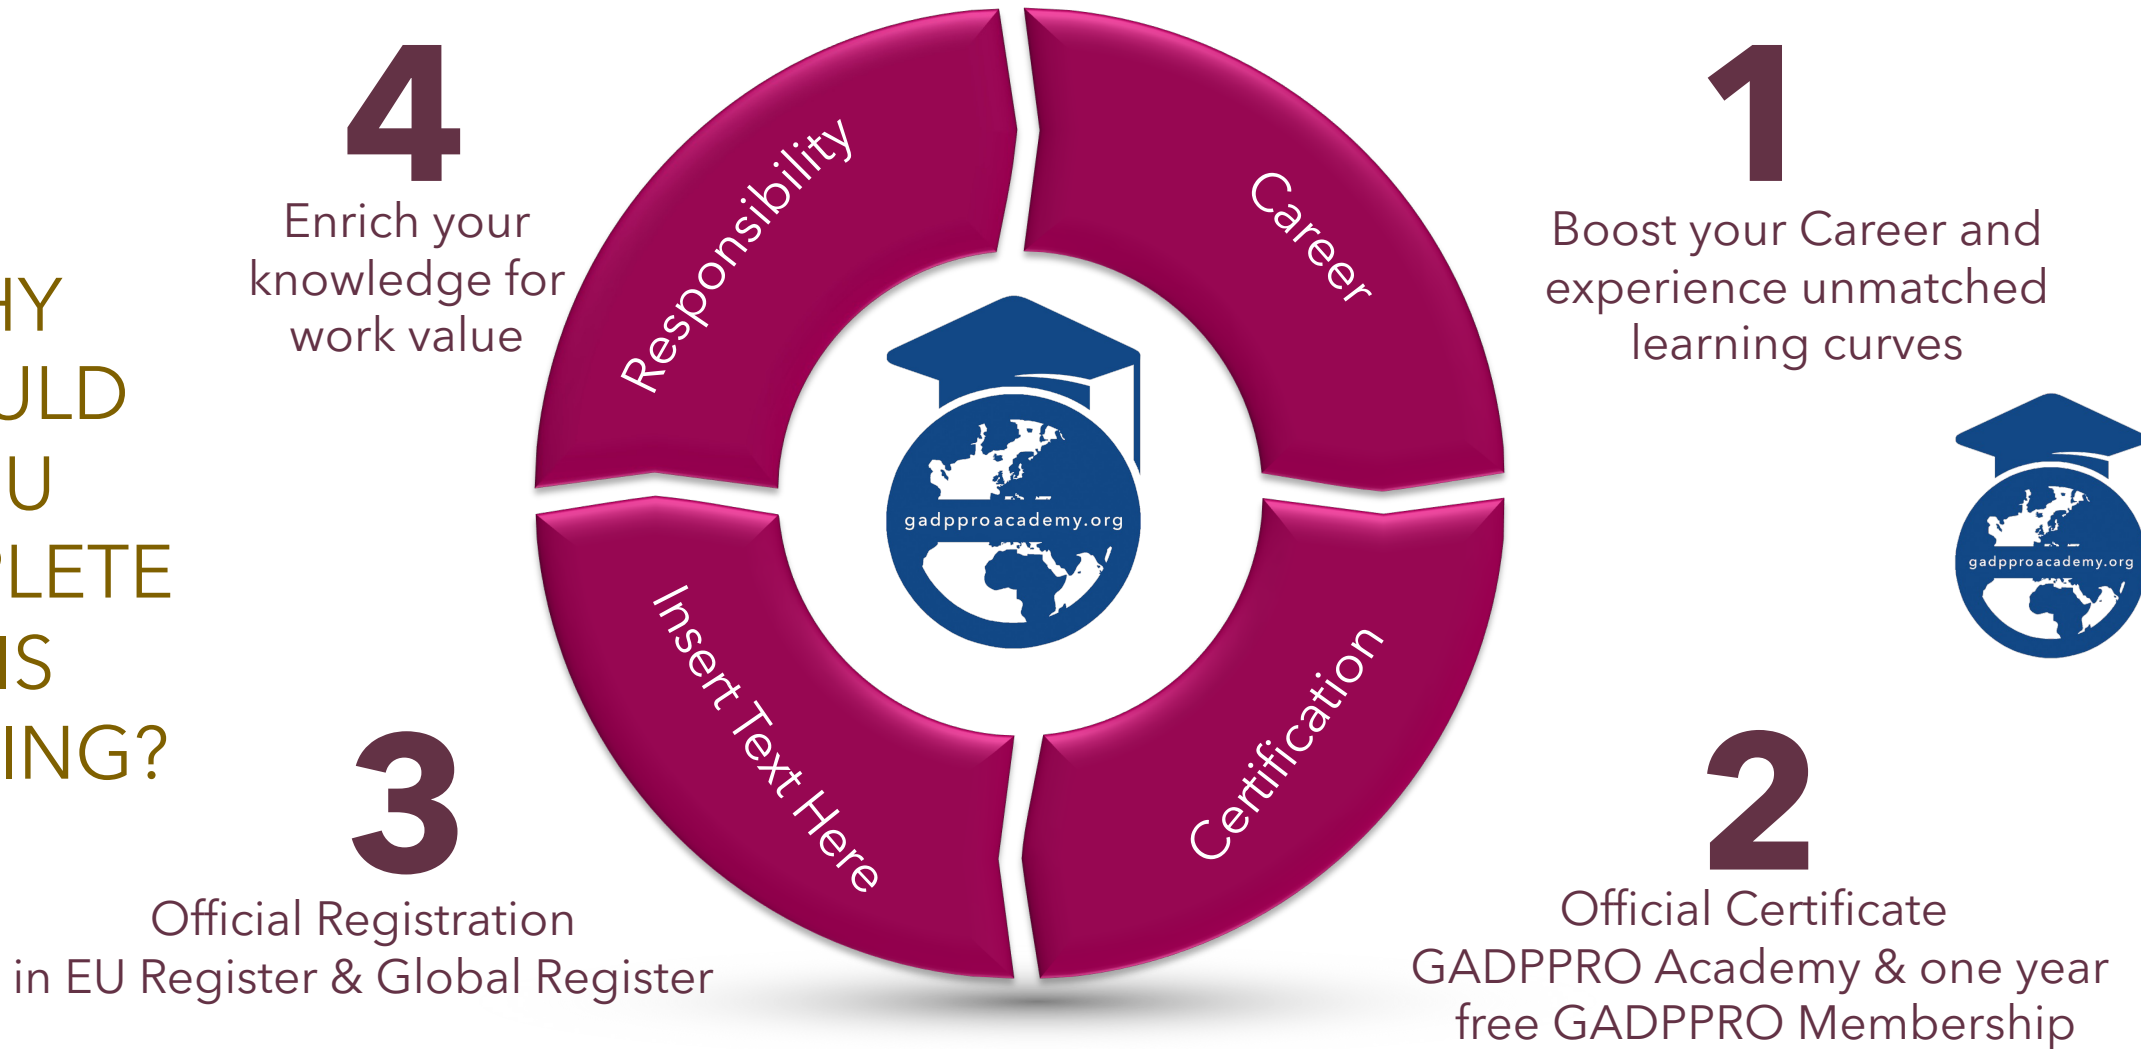 HY
ULD
U
PLETE
IS
ING?
4
Enrich your
knowledge for
work value
Responsibility
Career
1
Boost your Career and
experience unmatched
learning curves
gadpproacademy.org
gadpproacademy.org
Insert Text Here
Certification
3
Official Registration
in EU Register & Global Register
2
Official Certificate
GADPPRO Academy & one year
free GADPPRO Membership